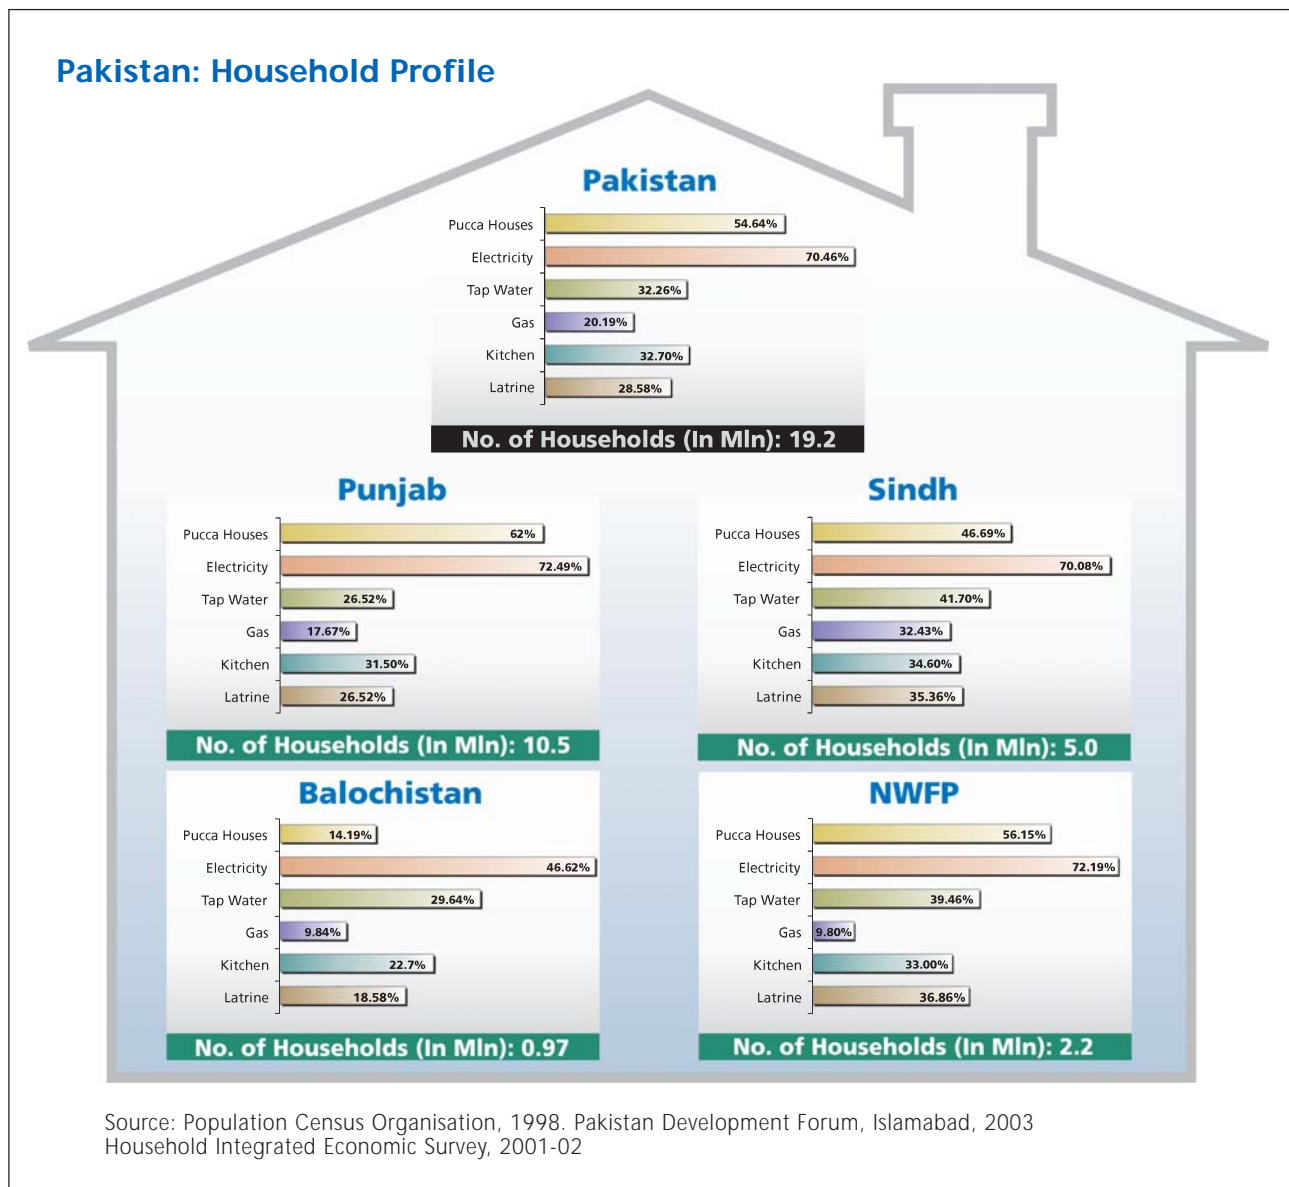 Pakistan: Household Profile
Pakistan
Pucca Houses 54.64%
Electricity 70.46%
Tap Water 32.26%
Gas 20.19%
Kitchen 32.70%
Latrine 28.58%
No. of Households (In Mln): 19.2
Punjab
Pucca Houses 62%
Electricity 72.49%
Tap Water 26.52%
Gas 17.67%
Kitchen 31.50%
Latrine 26.52%
No. of Households (In Mln): 10.5
Sindh
Pucca Houses 46.69%
Electricity 70.08%
Tap Water 41.70%
Gas 32.43%
Kitchen 34.60%
Latrine 35.36%
No. of Households (In Mln): 5.0
Balochistan
Pucca Houses 14.19%
Electricity 46.62%
Tap Water 29.64%
Gas 9.84%
Kitchen 22.7%
Latrine 18.58%
No. of Households (In Mln): 0.97
NWFP
Pucca Houses 56.15%
Electricity 72.19%
Tap Water 39.46%
Gas 9.80%
Kitchen 33.00%
Latrine 36.86%
No. of Households (In Mln): 2.2
Source: Population Census Organisation, 1998. Pakistan Development Forum, Islamabad, 2003
Household Integrated Economic Survey, 2001-02